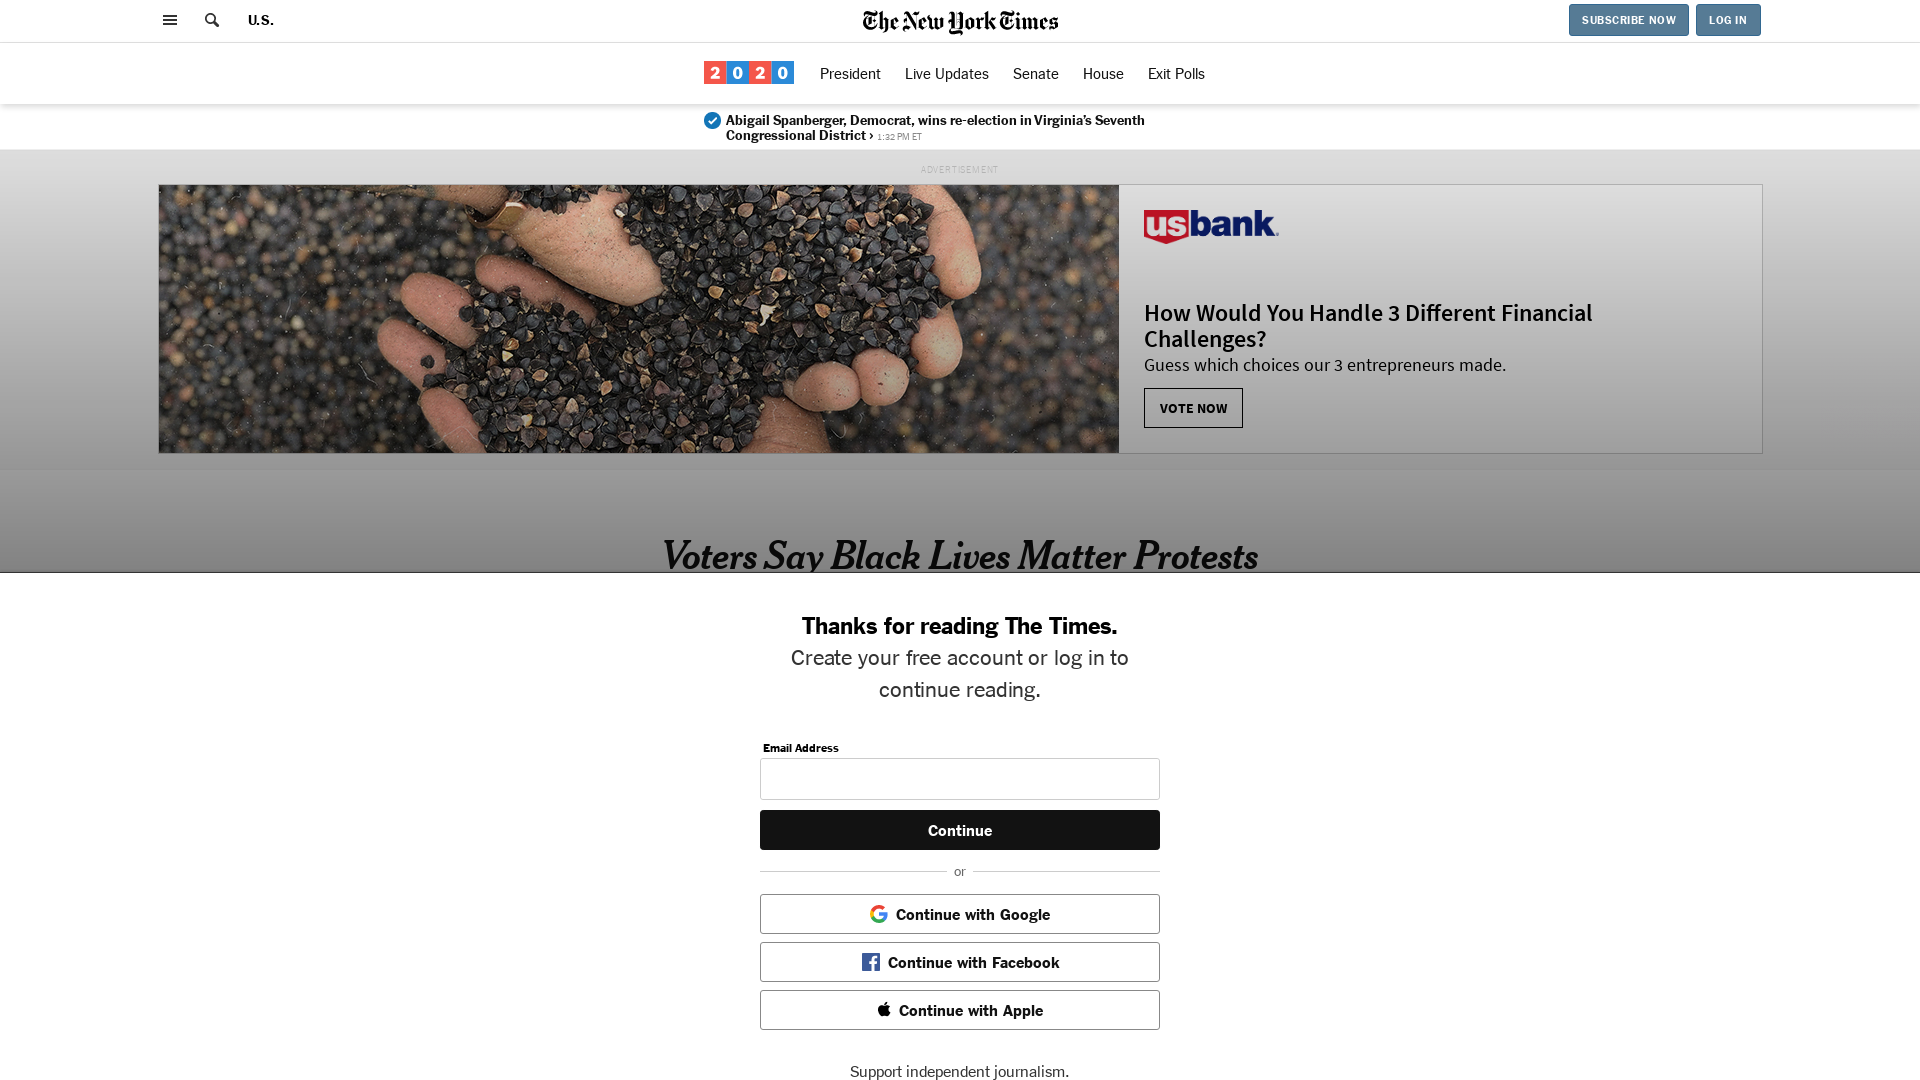 U.S.
The New York Times
SUBSCRIBE NOW
LOG IN
2020
President
Live Updates
Senate
House
Exit Polls
Abigail Spanberger, Democrat, wins re-election in Virginia's Seventh
Congressional District › 1:32 PM ET
ADVERTISEMENT
usbank
How Would You Handle 3 Different Financial
Challenges?
Guess which choices our 3 entrepreneurs made.
VOTE NOW
Voters Say Black Lives Matter Protests
Thanks for reading The Times.
Create your free account or log in to
continue reading.
Email Address
Continue
or
Continue with Google
Continue with Facebook
Continue with Apple
Support independent journalism.